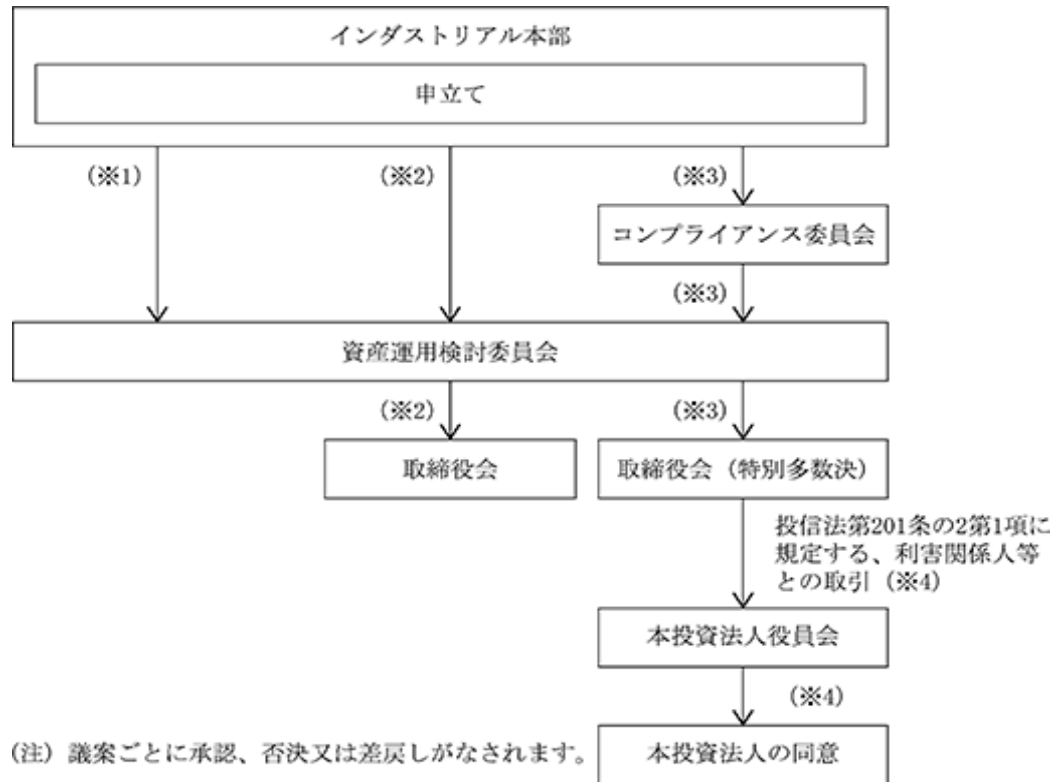 インダストリアル本部
申立て
(※1)
(※2)
(※3)
コンプライアンス委員会
(※3)
資産運用検討委員会
(※2)
(※3)
取締役会
取締役会（特別多数決）
投信法第201条の2第1項に
規定する、利害関係人等
との取引（※4）
本投資法人役員会
(※4)
(注）議案ごとに承認、否決又は差戻しがなされます。
本投資法人の同意